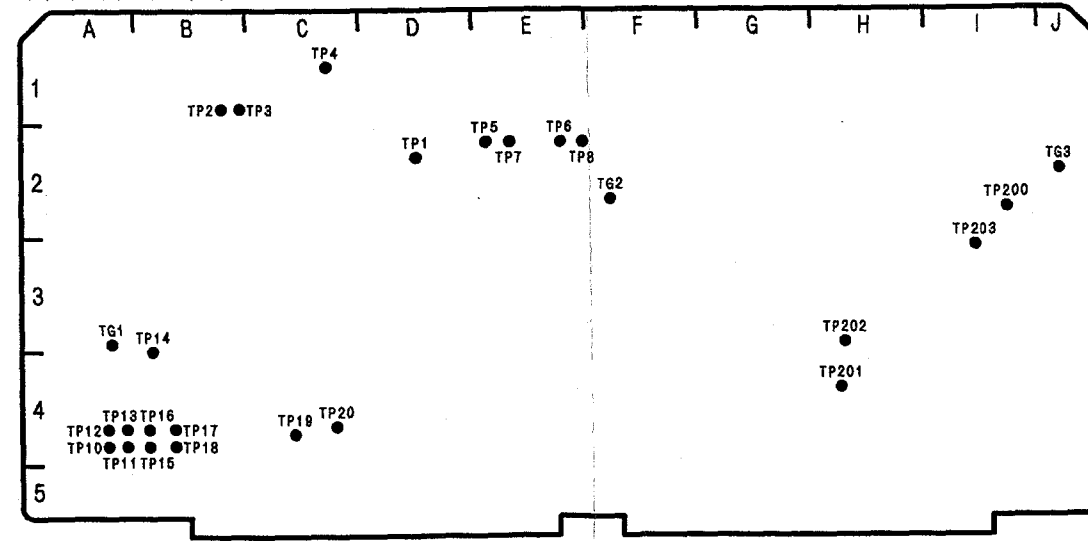 A B C D E F G H I J
TP4
1
TP2 TP3
TP5 TP6
TP1 TP7 TP8
TG3
2
TG2 TP200
TP203
3
TG1 TP14
TP202
TP201
4
TP13 TP16 TP19 TP20
TP12 TP17
TP10 TP18
TP11 TP15
5